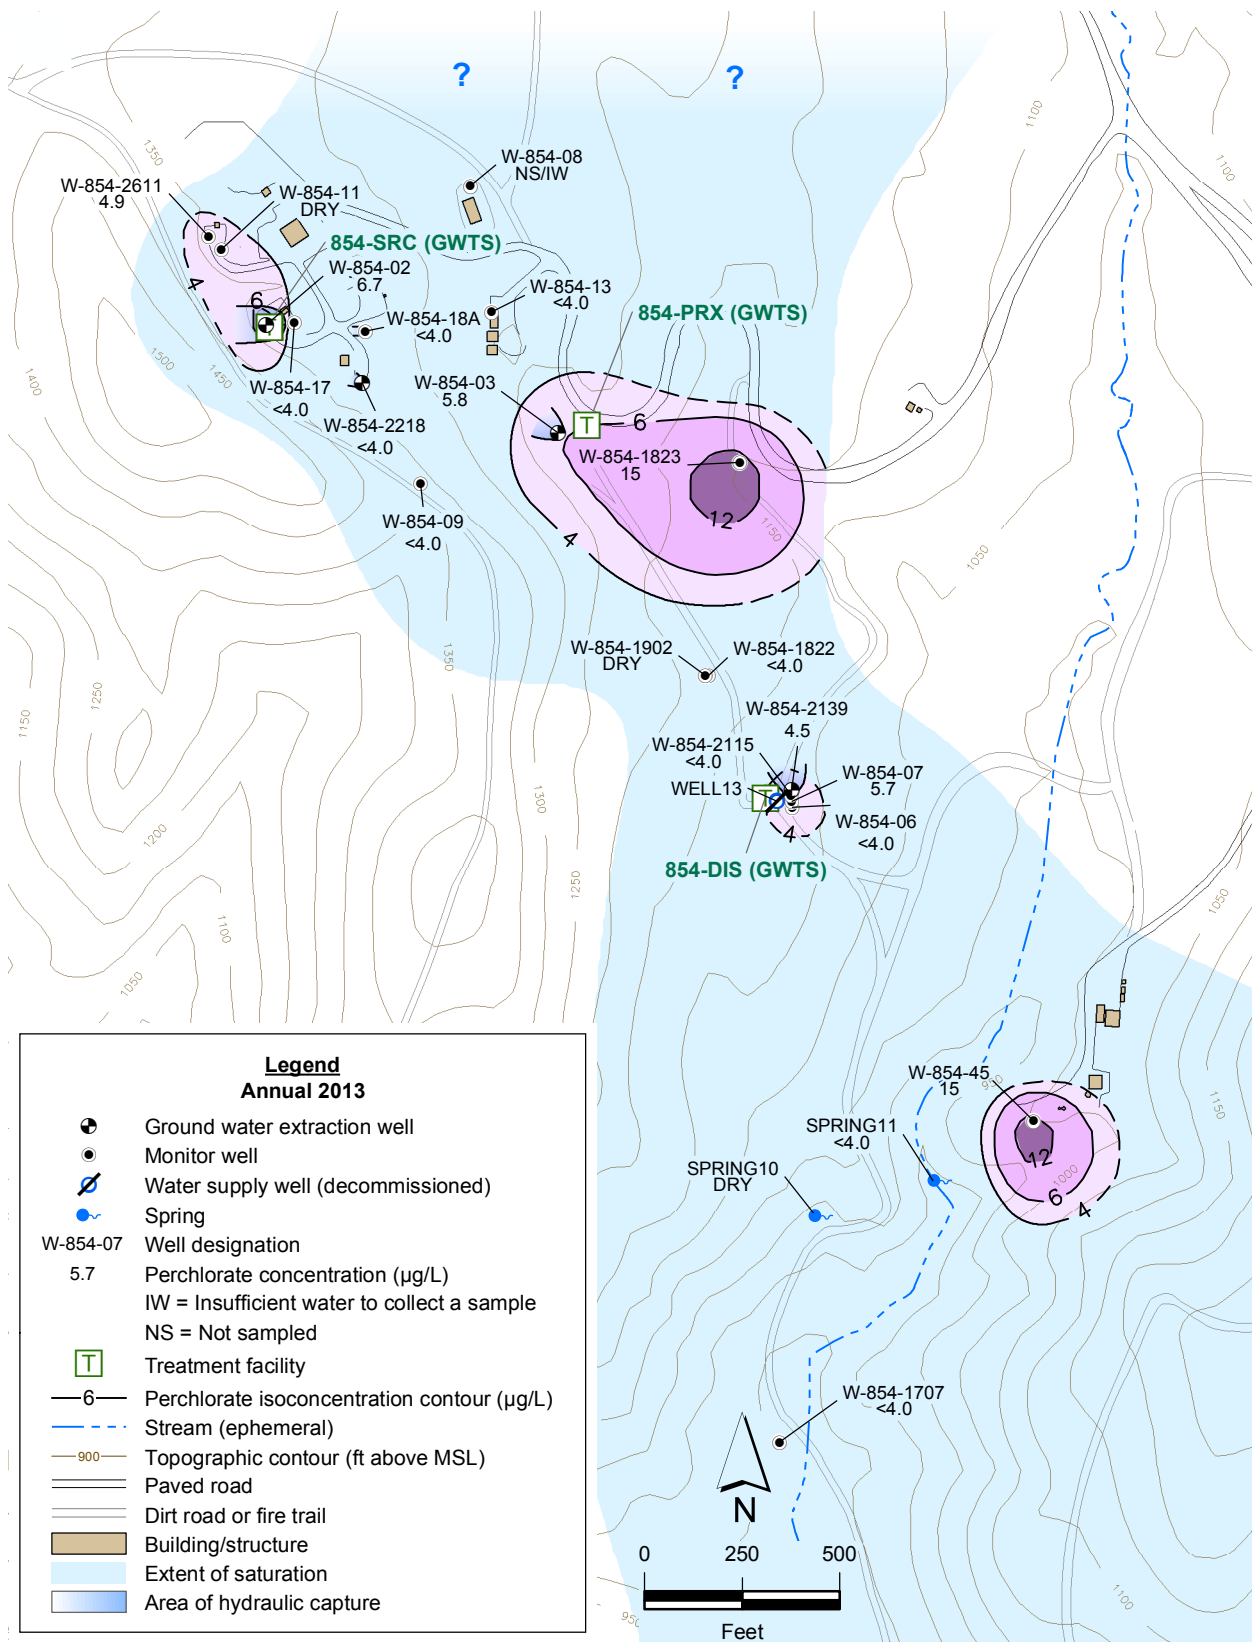 ?
?
1100
1100
1350
W-854-08
NS/IW
W-854-2611
4.9
W-854-11
DRY
854-SRC (GWTS)
W-854-02
6.7
4
6
T
W-854-13
<4.0
854-PRX (GWTS)
W-854-18A
<4.0
1500
1450
1400
W-854-17
<4.0
W-854-03
5.8
W-854-2218
<4.0
T
6
W-854-1823
15
12
1150
4
W-854-09
<4.0
1050
1350
W-854-1902
DRY
W-854-1822
<4.0
1250
1250
1150
W-854-2139
4.5
W-854-2115
<4.0
W-854-07
5.7
WELL13
T
4
W-854-06
<4.0
1300
1200
854-DIS (GWTS)
1250
1100
1050
1050
W-854-45
15
950
1150
SPRING11
<4.0
SPRING10
DRY
12
1000
6
4
W-854-1707
<4.0
1100
950
N
0 250 500
Feet
Legend
Annual 2013
Ground water extraction well
Monitor well
Water supply well (decommissioned)
Spring
W-854-07 Well designation
5.7 Perchlorate concentration (µg/L)
IW = Insufficient water to collect a sample
NS = Not sampled
T Treatment facility
6 Perchlorate isoconcentration contour (µg/L)
Stream (ephemeral)
900 Topographic contour (ft above MSL)
Paved road
Dirt road or fire trail
Building/structure
Extent of saturation
Area of hydraulic capture